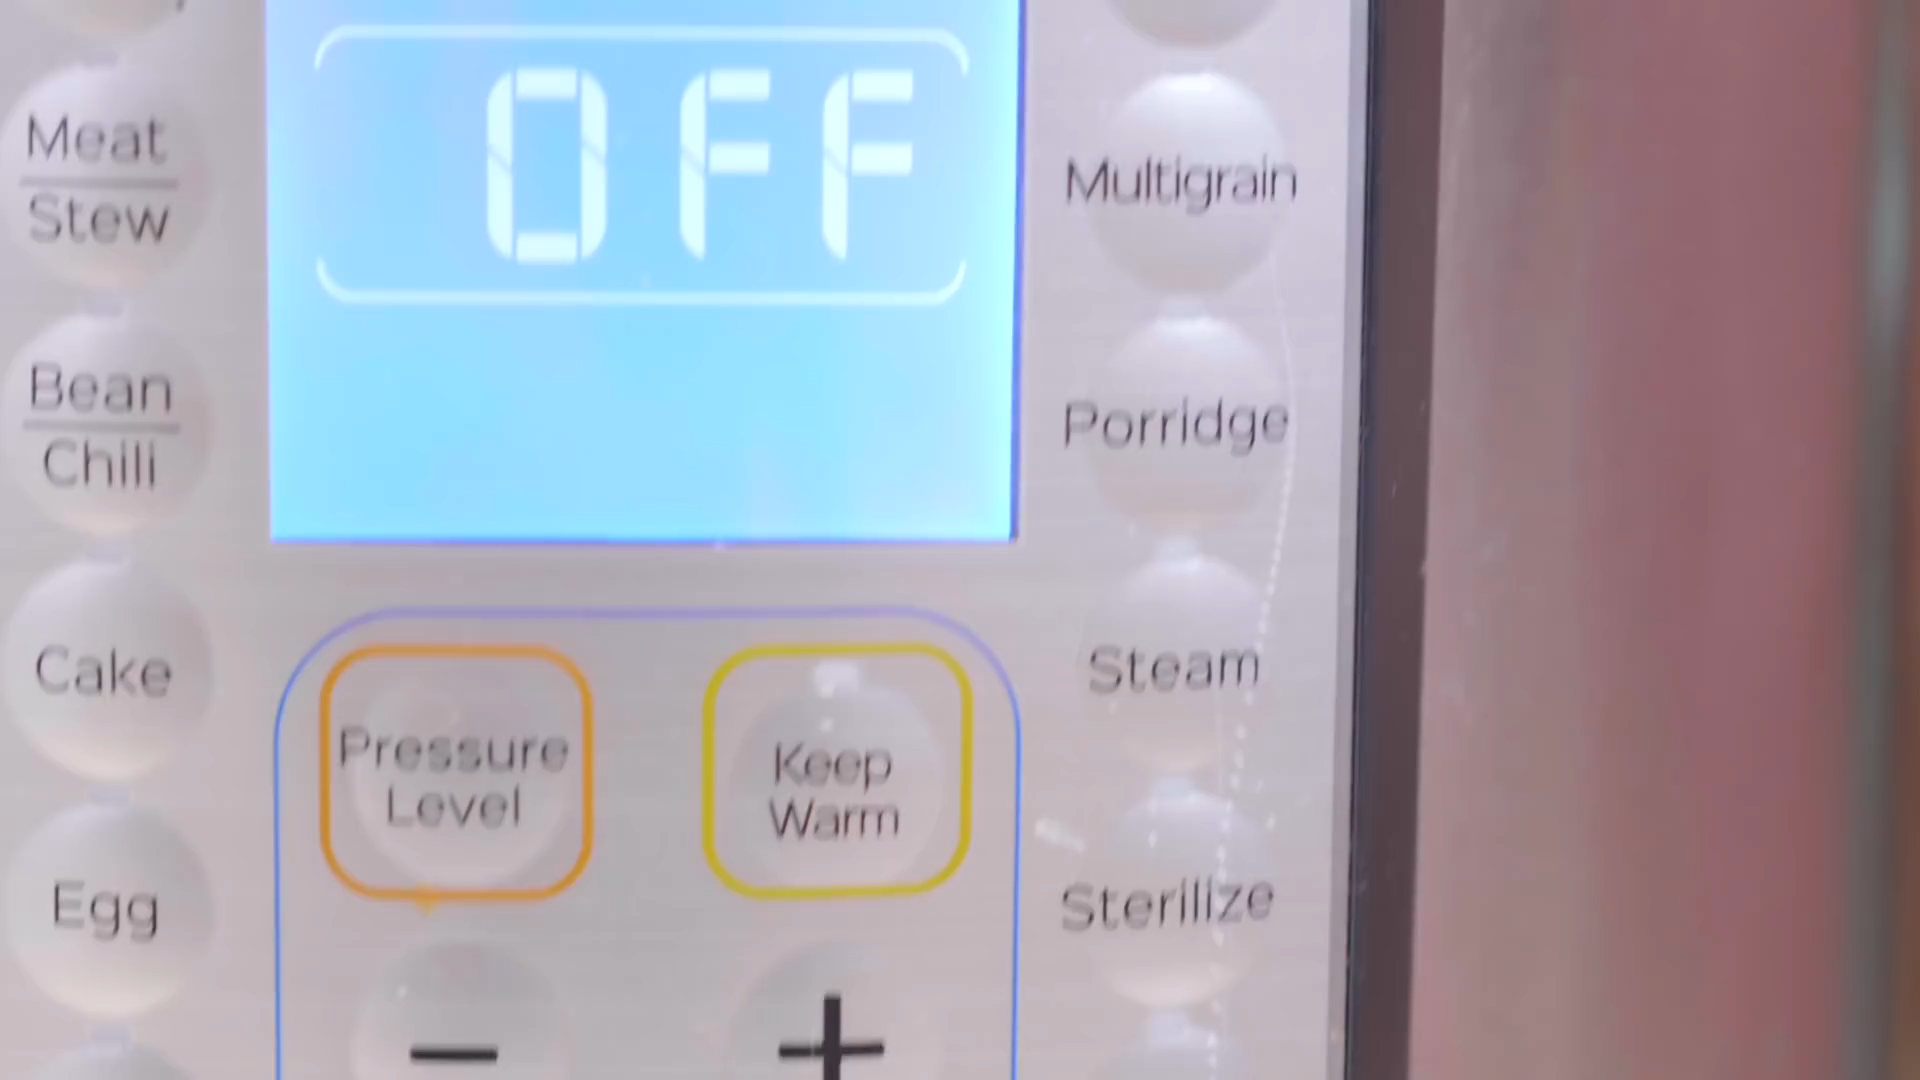 OFF
Meat
Stew
Bean
Chili
Cake
Egg
Pressure
Level
Keep
Warm
-
+
Multigrain
Porridge
Steam
Sterilize